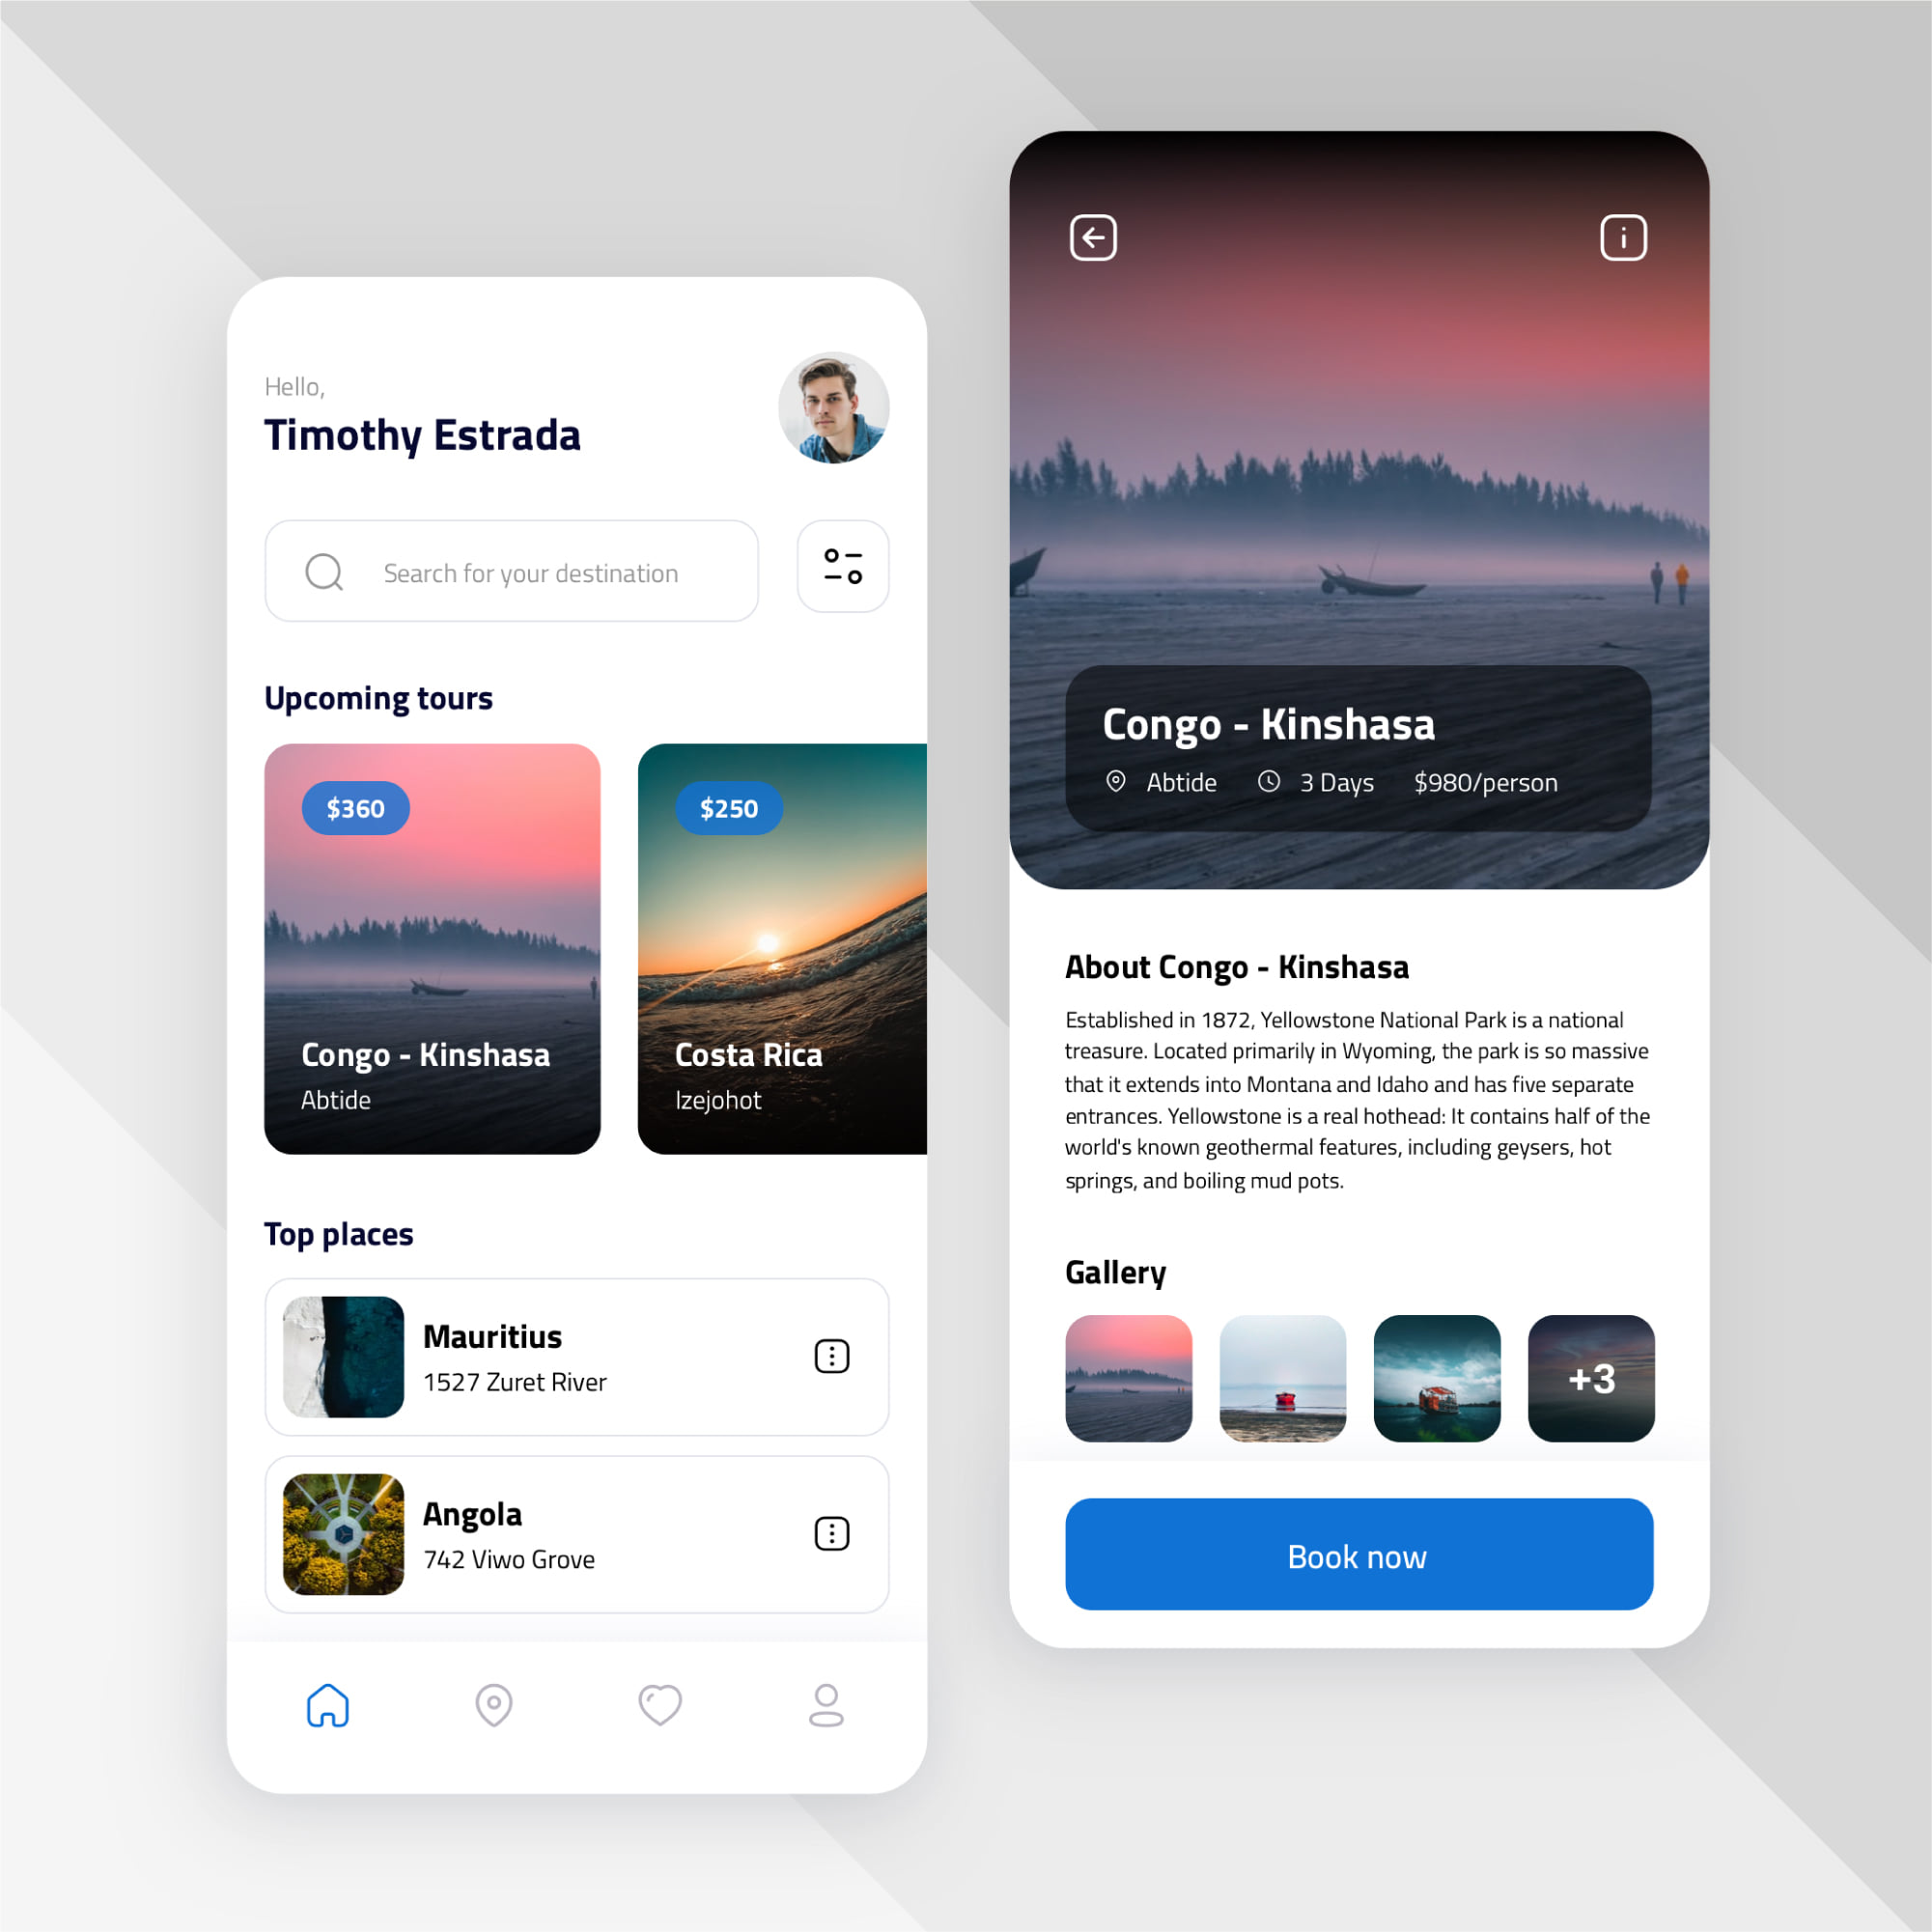 Hello,
Timothy Estrada
Search for your destination
Upcoming tours
$360
Congo - Kinshasa
Abtide
$250
Costa Rica
Izejohot
Top places
Mauritius
1527 Zuret River
Angola
742 Viwo Grove
Congo - Kinshasa
Abtide 3 Days $980/person
About Congo - Kinshasa
Established in 1872, Yellowstone National Park is a national
treasure. Located primarily in Wyoming, the park is so massive
that it extends into Montana and Idaho and has five separate
entrances. Yellowstone is a real hothead: It contains half of the
world's known geothermal features, including geysers, hot
springs, and boiling mud pots.
Gallery
+3
Book now